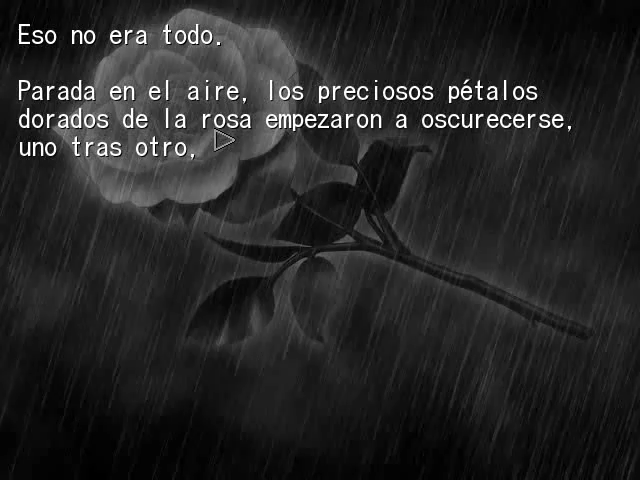 Eso no era todo.
Parada en el aire, los preciosos pétalos
dorados de la rosa empezaron a oscurecerse,
uno tras otro,